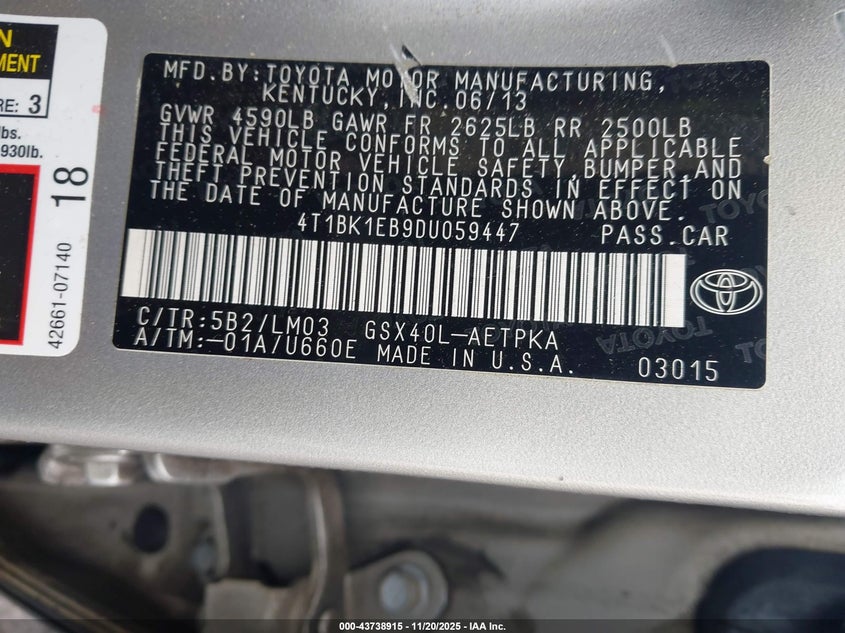 N
MENT
RE: 3
lbs.
930lb.
18
42661-07140
MFD.BY:TOYOTA MOTOR MANUFACTURING,
KENTUCKY, INC.06/13
GVWR 4590LB GAWR FR 2625LB RR 2500LB
THIS VEHICLE CONFORMS TO ALL APPLICABLE
FEDERAL MOTOR VEHICLE SAFETY,BUMPER,AND
THEFT PREVENTION STANDARDS IN EFFECT ON
THE DATE OF MANUFACTURE SHOWN ABOVE.
4T1BK1EB9DU059447 PASS.CAR
C/TR:5B2/LM03 GSX40L-AETPKA
A/TM:-01A/U660E MADE IN U.S.A.
03015
TOYOTA
000-43738915 - 11/20/2025 - IAA Inc.